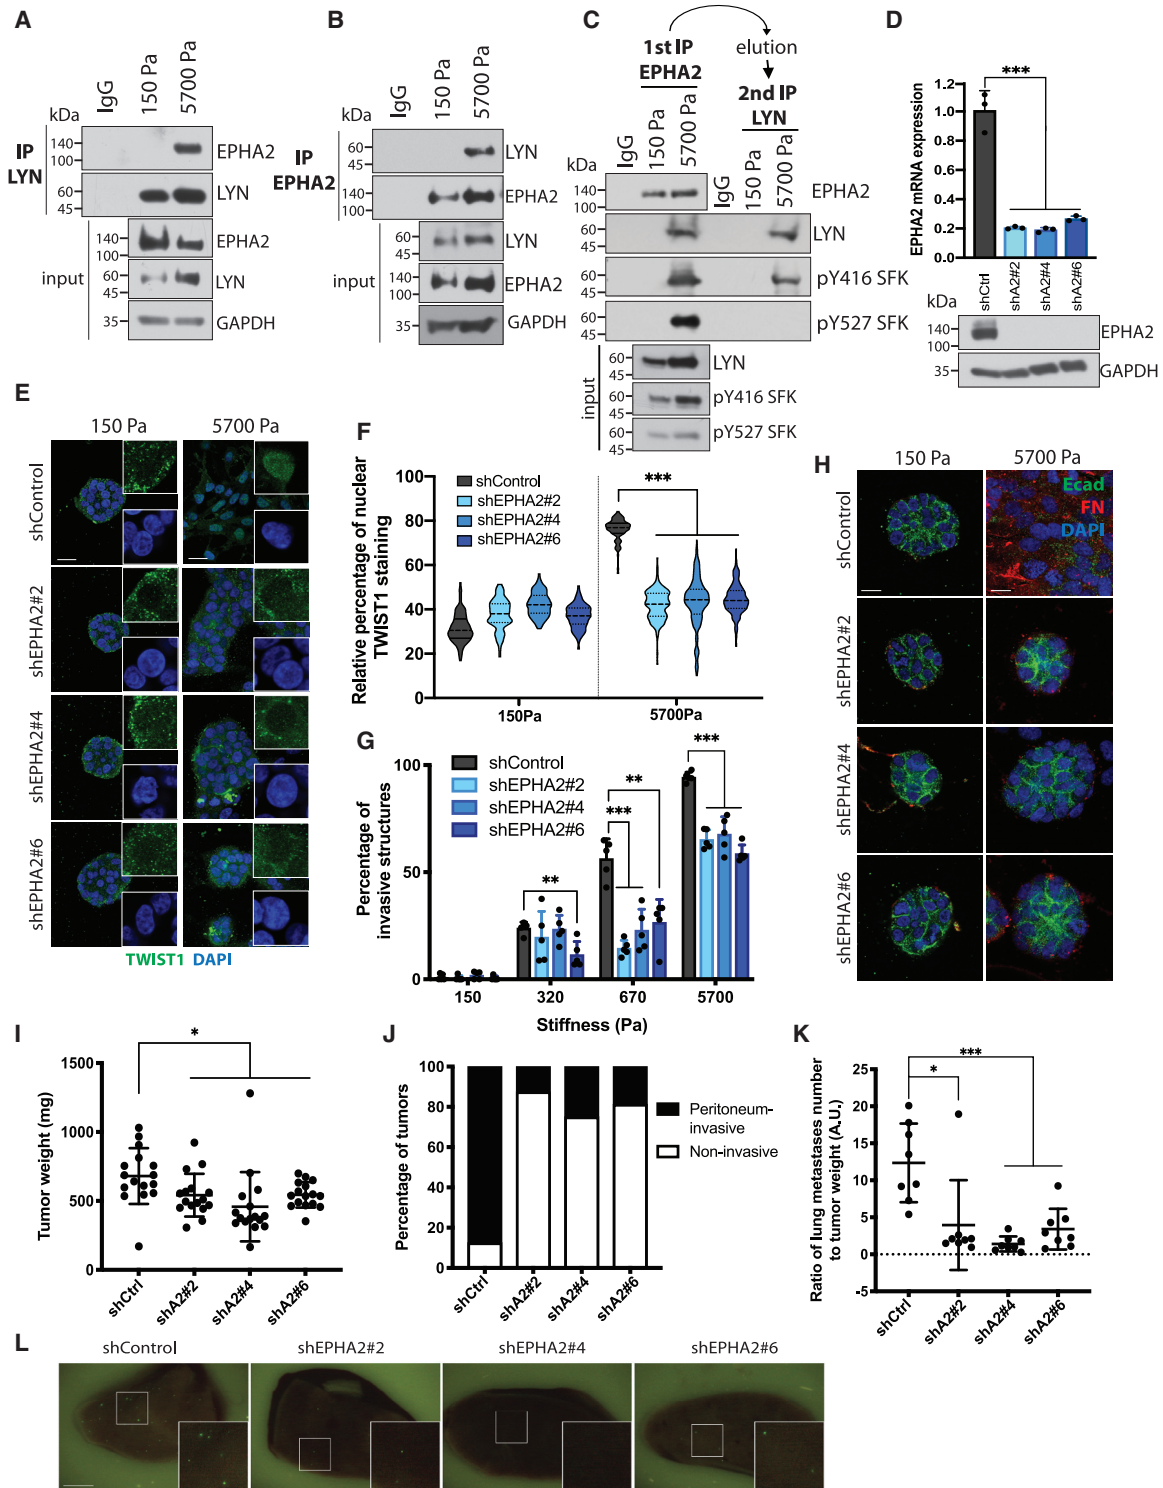 A
IgG
150 Pa
5700 Pa
kDa
IP
LYN
140
100
EPHA2
60
45
LYN
input
140
100
EPHA2
60
45
LYN
35
GAPDH
B
IgG
150 Pa
5700 Pa
kDa
IP
EPHA2
60
45
LYN
140
100
EPHA2
input
60
45
LYN
140
100
EPHA2
35
GAPDH
C
1st IP
EPHA2
elution
2nd IP
LYN
kDa
IgG
150 Pa
5700 Pa
IgG
150 Pa
5700 Pa
140
100
EPHA2
60
45
LYN
60
45
pY416 SFK
60
45
pY527 SFK
input
60
45
LYN
60
45
pY416 SFK
60
45
pY527 SFK
D
EPHA2 mRNA expression
1.2
1.0
0.8
0.6
0.4
0.2
0.0
***
shCtrl
shA2#2
shA2#4
shA2#6
kDa
140
100
EPHA2
35
GAPDH
E
150 Pa
5700 Pa
shControl
shEPHA2#2
shEPHA2#4
shEPHA2#6
TWIST1 DAPI
F
Relative percentage of nuclear
TWIST1 staining
100
80
60
40
20
0
shControl
shEPHA2#2
shEPHA2#4
shEPHA2#6
***
150Pa
5700Pa
G
Percentage of
invasive structures
100
50
0
shControl
shEPHA2#2
shEPHA2#4
shEPHA2#6
**
***
**
***
150
320
670
5700
Stiffness (Pa)
H
150 Pa
5700 Pa
Ecad
FN
DAPI
shControl
shEPHA2#2
shEPHA2#4
shEPHA2#6
I
Tumor weight (mg)
1500
1000
500
0
*
shCtrl
shA2#2
shA2#4
shA2#6
J
Percentage of tumors
100
80
60
40
20
0
Peritoneum-
invasive
Non-invasive
shCtrl
shA2#2
shA2#4
shA2#6
K
Ratio of lung metastases number
to tumor weight (A.U.)
25
20
15
10
5
0
-5
*
***
shCtrl
shA2#2
shA2#4
shA2#6
L
shControl
shEPHA2#2
shEPHA2#4
shEPHA2#6